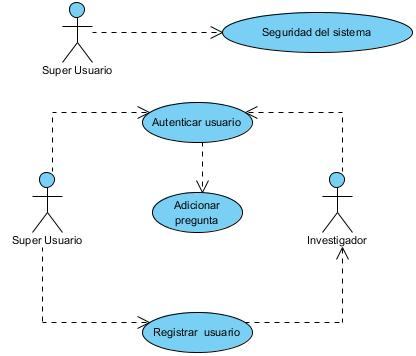 Seguridad del sistema
Super Usuario
Autenticar usuario
Adicionar
pregunta
Super Usuario
Investigador
Registrar usuario